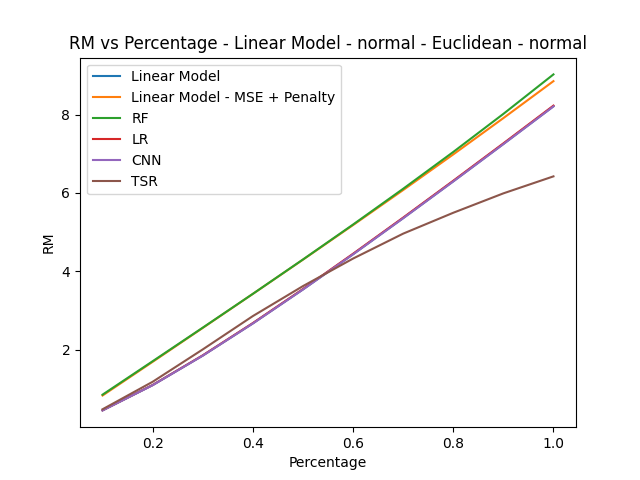 RM vs Percentage - Linear Model - normal - Euclidean - normal
Linear Model
Linear Model - MSE + Penalty
RF
LR
CNN
TSR
8
6
4
2
RM
0.2 0.4 0.6 0.8 1.0
Percentage